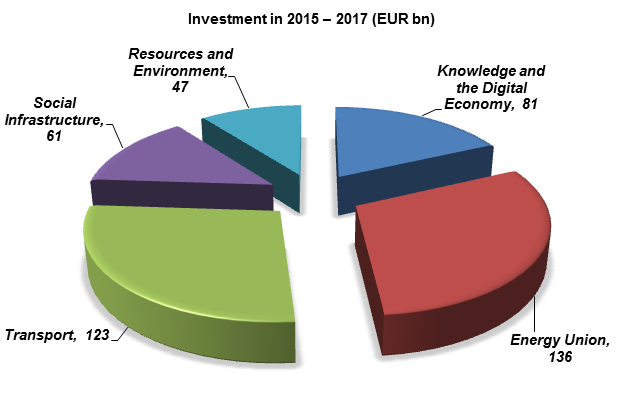 Investment in 2015 – 2017 (EUR bn)
Resources and
Environment,
47
Knowledge and
the Digital
Economy, 81
Social
Infrastructure,
61
Transport, 123
Energy Union,
136